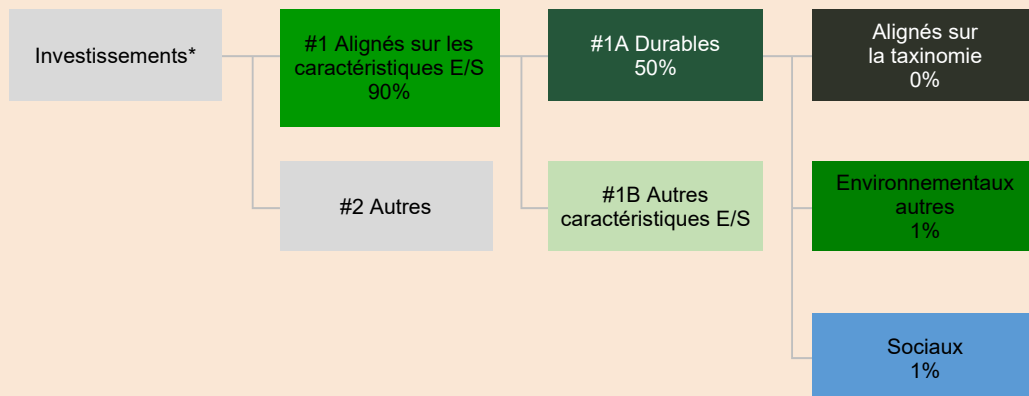 Investissements*
#1 Alignés sur les
caractéristiques E/S
90%
#1A Durables
50%
Alignés sur
la taxinomie
0%
#2 Autres
#1B Autres
caractéristiques E/S
Environnementaux
autres
1%
Sociaux
1%